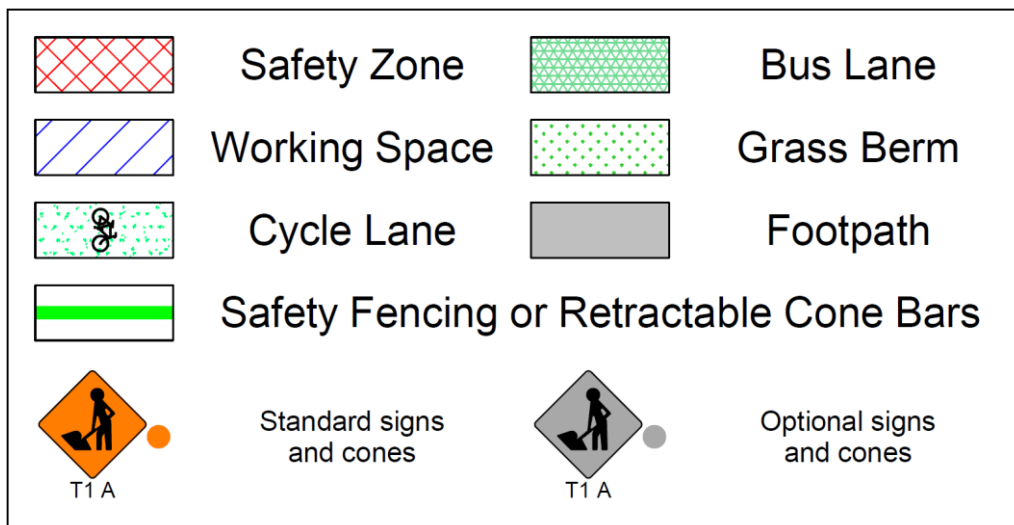 Safety Zone
Bus Lane
Working Space
Grass Berm
Cycle Lane
Footpath
Safety Fencing or Retractable Cone Bars
T1 A
Standard signs
and cones
T1 A
Optional signs
and cones